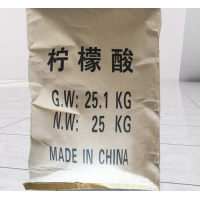 柠檬酸
G.W: 25.1 KG
N.W: 25 KG
MADE IN CHINA